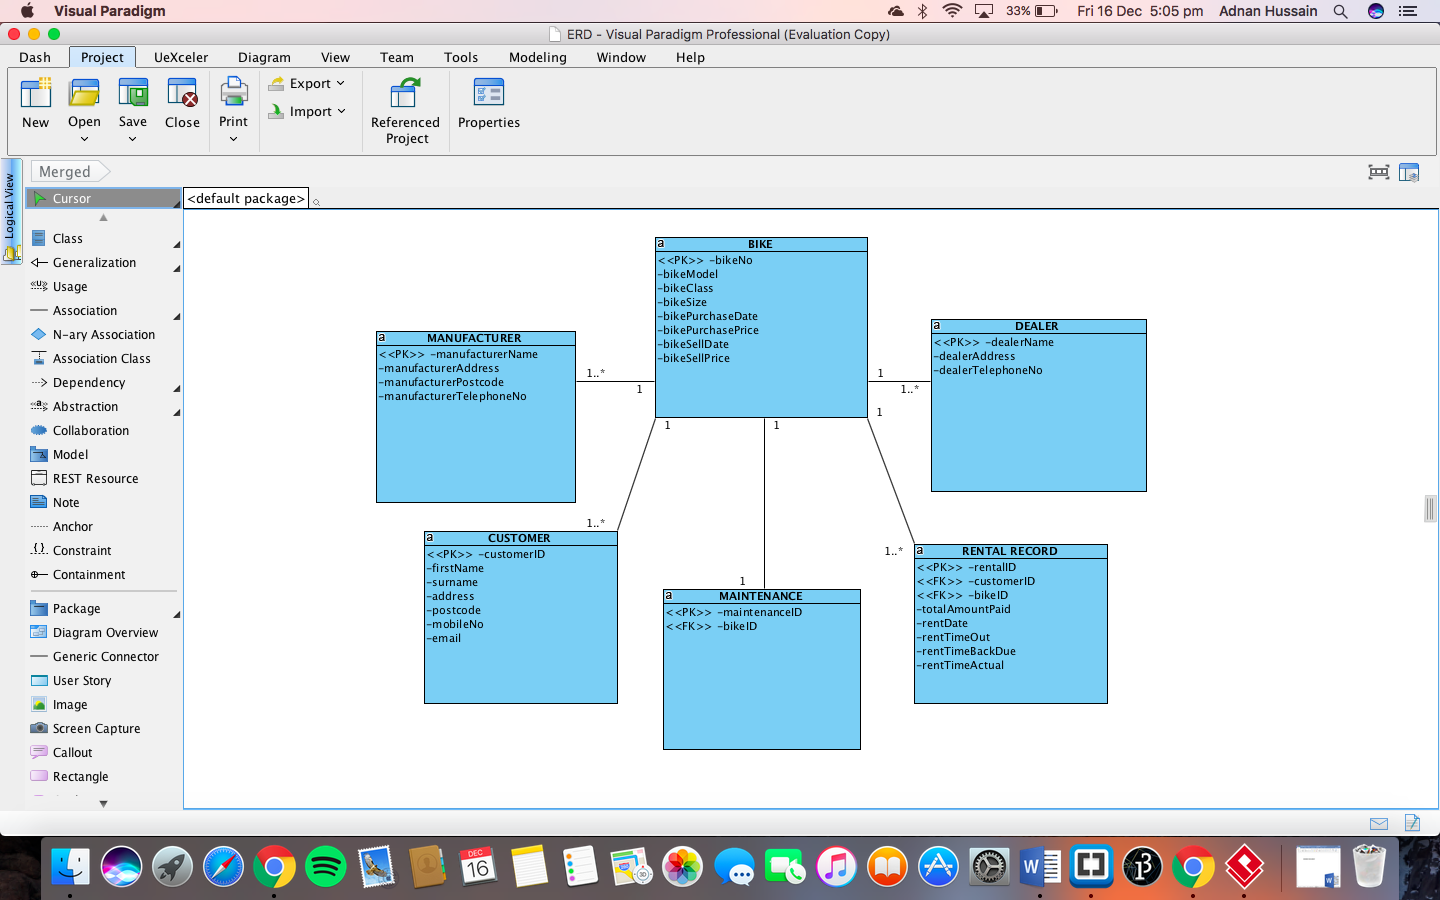 Visual Paradigm
33%
Fri 16 Dec 5:05 pm
Adnan Hussain
ERD - Visual Paradigm Professional (Evaluation Copy)
Dash Project UeXceler Diagram View Team Tools Modeling Window Help
New
Open
Save
Close
Print
Export
Import
Referenced
Project
Properties
Logical View
Merged
Cursor
<default package>
Class
Generalization
Usage
Association
N-ary Association
Association Class
Dependency
Abstraction
Collaboration
Model
REST Resource
Note
Anchor
Constraint
Containment
Package
Diagram Overview
Generic Connector
User Story
Image
Screen Capture
Callout
Rectangle
a BIKE
<<PK>> -bikeNo
-bikeModel
-bikeClass
-bikeSize
-bikePurchaseDate
-bikePurchasePrice
-bikeSellDate
-bikeSellPrice
a MANUFACTURER
<<PK>> -manufacturerName
-manufacturerAddress
-manufacturerPostcode
-manufacturerTelephoneNo
1..*
1
a DEALER
<<PK>> -dealerName
-dealerAddress
-dealerTelephoneNo
1
1..*
1
1
1
1..*
a CUSTOMER
<<PK>> -customerID
-firstName
-surname
-address
-postcode
-mobileNo
-email
1
a MAINTENANCE
<<PK>> -maintenanceID
<<FK>> -bikeID
1..*
a RENTAL RECORD
<<PK>> -rentalID
<<FK>> -customerID
<<FK>> -bikeID
-totalAmountPaid
-rentDate
-rentTimeOut
-rentTimeBackDue
-rentTimeActual
DEC
16